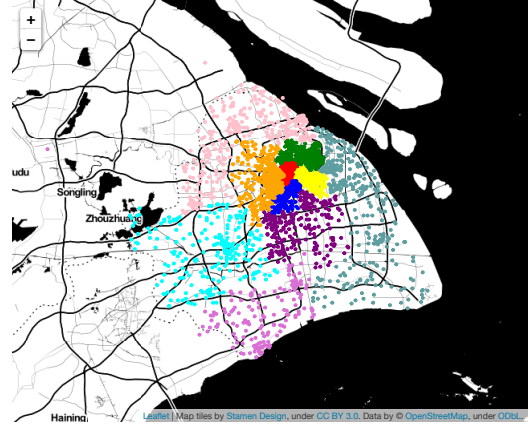 +
−
udu
Songling
Zhouzhuang
Haining
Leaflet | Map tiles by Stamen Design, under CC BY 3.0. Data by © OpenStreetMap, under ODbL.